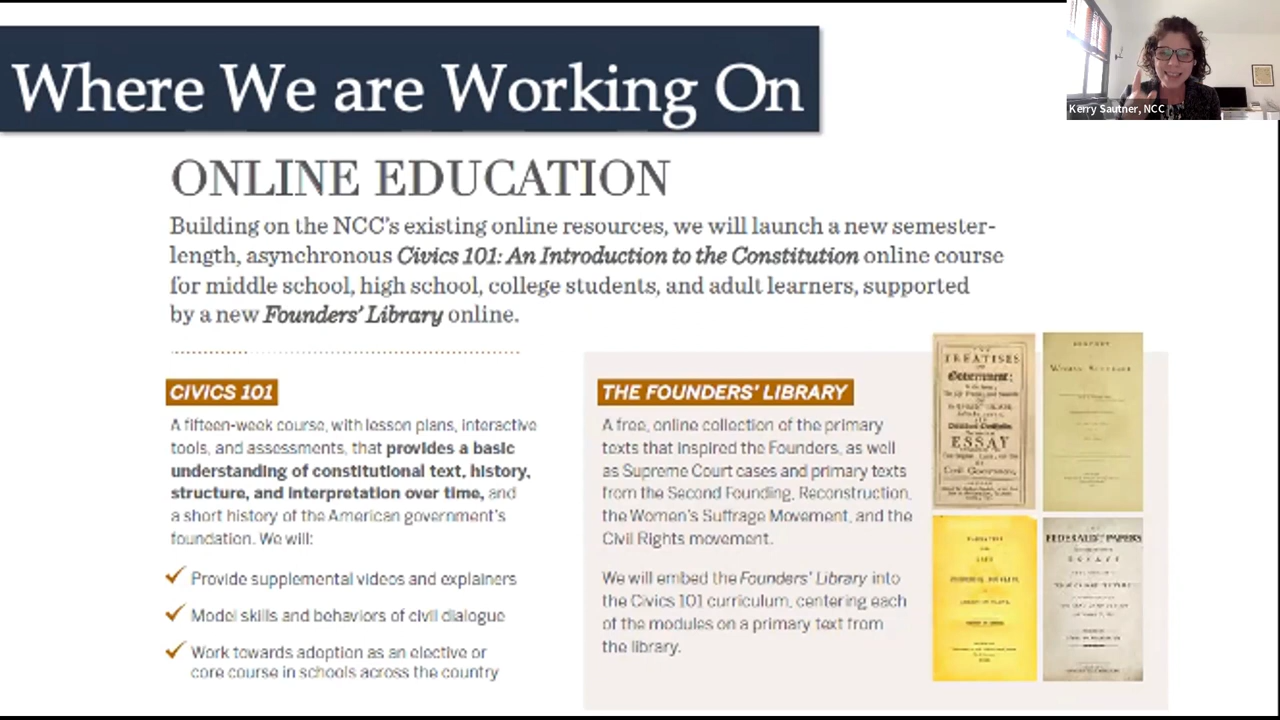 Where We are Working On
Kerry Sautner, NCC
ONLINE EDUCATION
Building on the NCC's existing online resources, we will launch a new semester-
length, asynchronous Civics 101: An Introduction to the Constitution online course
for middle school, high school, college students, and adult learners, supported
by a new Founders' Library online.
CIVICS 101
A fifteen-week course, with lesson plans, interactive
tools, and assessments, that provides a basic
understanding of constitutional text, history,
structure, and interpretation over time, and
a short history of the American government's
foundation. We will:
Provide supplemental videos and explainers
Model skills and behaviors of civil dialogue
Work towards adoption as an elective or
core course in schools across the country
THE FOUNDERS' LIBRARY
A free, online collection of the primary
texts that inspired the Founders, as well
as Supreme Court cases and primary texts
from the Second Founding, Reconstruction,
the Women's Suffrage Movement, and the
Civil Rights movement.
We will embed the Founders' Library into
the Civics 101 curriculum, centering each
of the modules on a primary text from
the library.
TREATISES
Government:
ESSAY
Civil Government,
FEDERALIST PAPERS